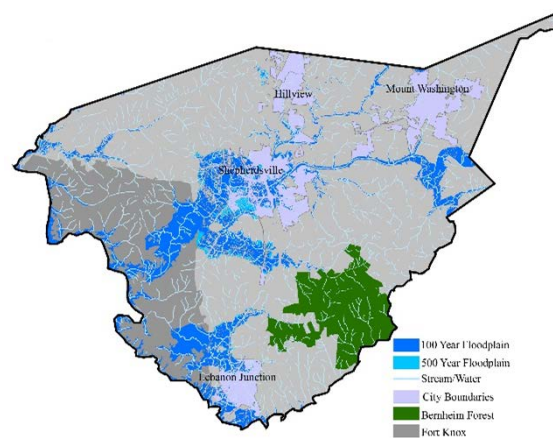 Hillview
Mount Washington
Shepherdsville
Lebanon Junction
100 Year Floodplain
500 Year Floodplain
Stream/Water
City Boundaries
Bernheim Forest
Fort Knox